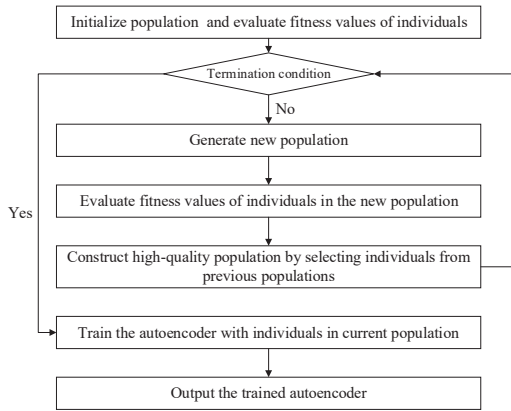 Initialize population and evaluate fitness values of individuals
Termination condition
No
Generate new population
Evaluate fitness values of individuals in the new population
Yes
Construct high-quality population by selecting individuals from
previous populations
Train the autoencoder with individuals in current population
Output the trained autoencoder